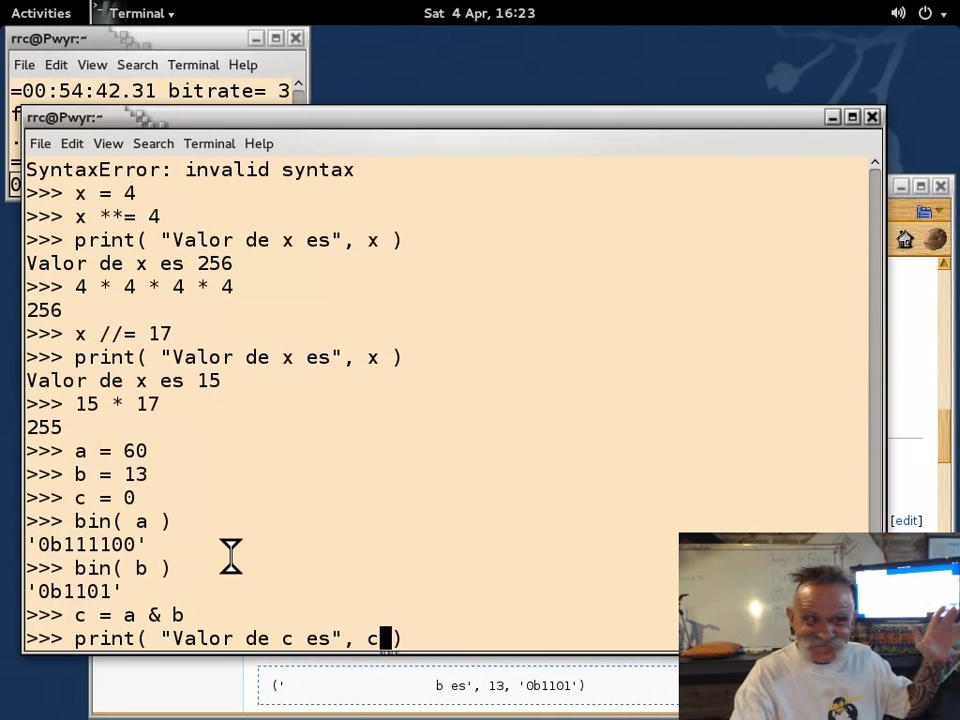 Activities Terminal Sat 4 Apr, 16:23
rrc@Pwyr:~
File Edit View Search Terminal Help
=00:54:42.31 bitrate= 3
rrc@Pwyr:~
File Edit View Search Terminal Help
SyntaxError: invalid syntax
>>> x = 4
>>> x **= 4
>>> print( "Valor de x es", x )
Valor de x es 256
>>> 4 * 4 * 4 * 4
256
>>> x //= 17
>>> print( "Valor de x es", x )
Valor de x es 15
>>> 15 * 17
255
>>> a = 60
>>> b = 13
>>> c = 0
>>> bin( a )
'0b111100'
>>> bin( b )
'0b1101'
>>> c = a & b
>>> print( "Valor de c es", c )
[edit]
(' b es', 13, '0b1101')